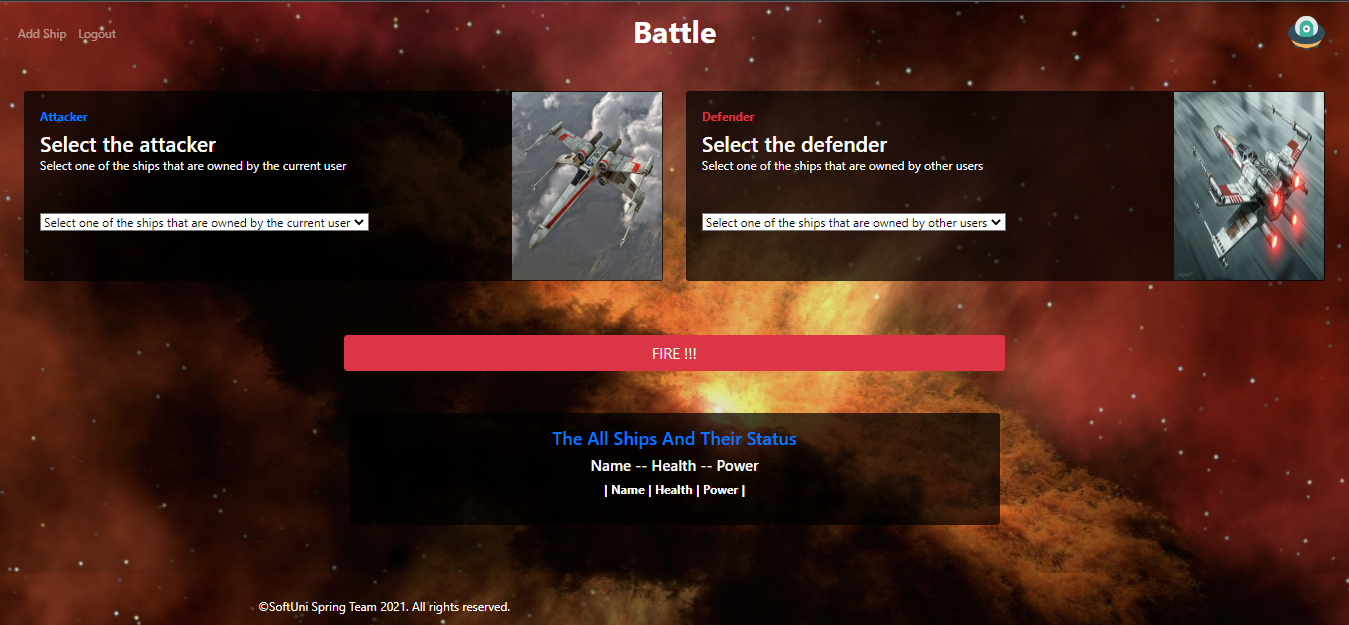 Add Ship Logout
Battle
Attacker
Select the attacker
Select one of the ships that are owned by the current user
Select one of the ships that are owned by the current user
Defender
Select the defender
Select one of the ships that are owned by other users
Select one of the ships that are owned by other users
FIRE !!!
The All Ships And Their Status
Name -- Health -- Power
| Name | Health | Power |
©SoftUni Spring Team 2021. All rights reserved.